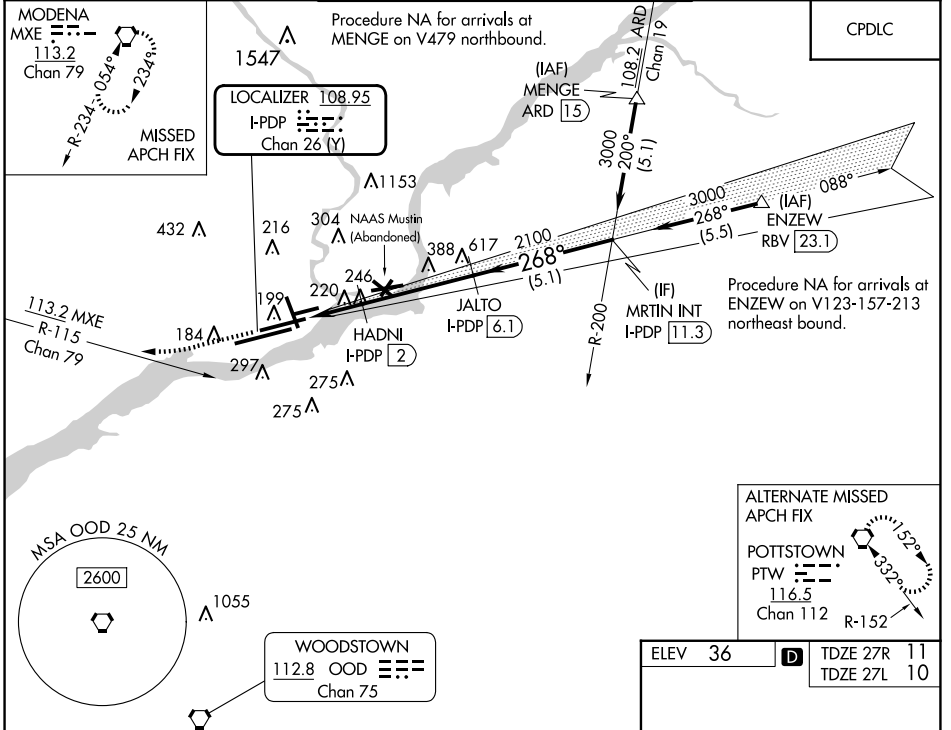 MODENA
MXE
113.2
Chan 79
R-234
054°
234°
MISSED
APCH FIX
1547
Procedure NA for arrivals at
MENGE on V479 northbound.
CPDLC
LOCALIZER 108.95
I-PDP
Chan 26 (Y)
108.2 ARD
Chan 19
(IAF)
MENGE
ARD 15
3000
200°
(5.1)
1153
432
216
304
NAAS Mustin
(Abandoned)
388
617
2100
268°
(5.1)
3000
268°
(5.5)
088°
(IAF)
ENZEW
RBV 23.1
Procedure NA for arrivals at
ENZEW on V123-157-213
northeast bound.
199
220
246
HADNI
I-PDP 2
JALTO
I-PDP 6.1
(IF)
MRTIN INT
I-PDP 11.3
R-200
113.2 MXE
R-115
Chan 79
184
297
275
275
MSA OOD 25 NM
2600
1055
WOODSTOWN
112.8 OOD
Chan 75
ALTERNATE MISSED
APCH FIX
POTTSTOWN
PTW
116.5
Chan 112
152°
332°
R-152
ELEV 36
D
TDZE 27R 11
TDZE 27L 10